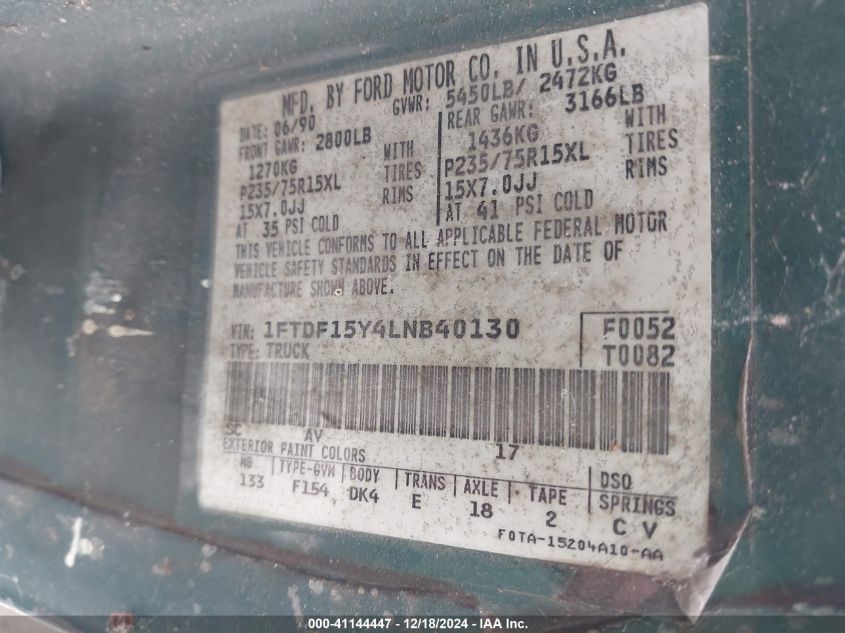 MFD. BY FORD MOTOR CO. IN U.S.A.
DATE: 06/90 GVWR: 5450LB/ 2472KG
FRONT GAWR: 2800LB REAR GAWR: 3166LB
1270KG WITH 1436KG WITH
P235/75R15XL TIRES P235/75R15XL TIRES
15X7.0JJ RIMS 15X7.0JJ RIMS
AT 35 PSI COLD AT 41 PSI COLD
THIS VEHICLE CONFORMS TO ALL APPLICABLE FEDERAL MOTOR
VEHICLE SAFETY STANDARDS IN EFFECT ON THE DATE OF
MANUFACTURE SHOWN ABOVE.
VIN: 1FTDF15Y4LNB40130 F0052
TYPE: TRUCK T0082
SC AV 17
EXTERIOR PAINT COLORS DSO
WB TYPE-GVW BODY TRANS AXLE TAPE SPRINGS
133 F154 DK4 E 18 2 C V
F0TA-15204A10-AA
000-41144447 - 12/18/2024 - IAA Inc.